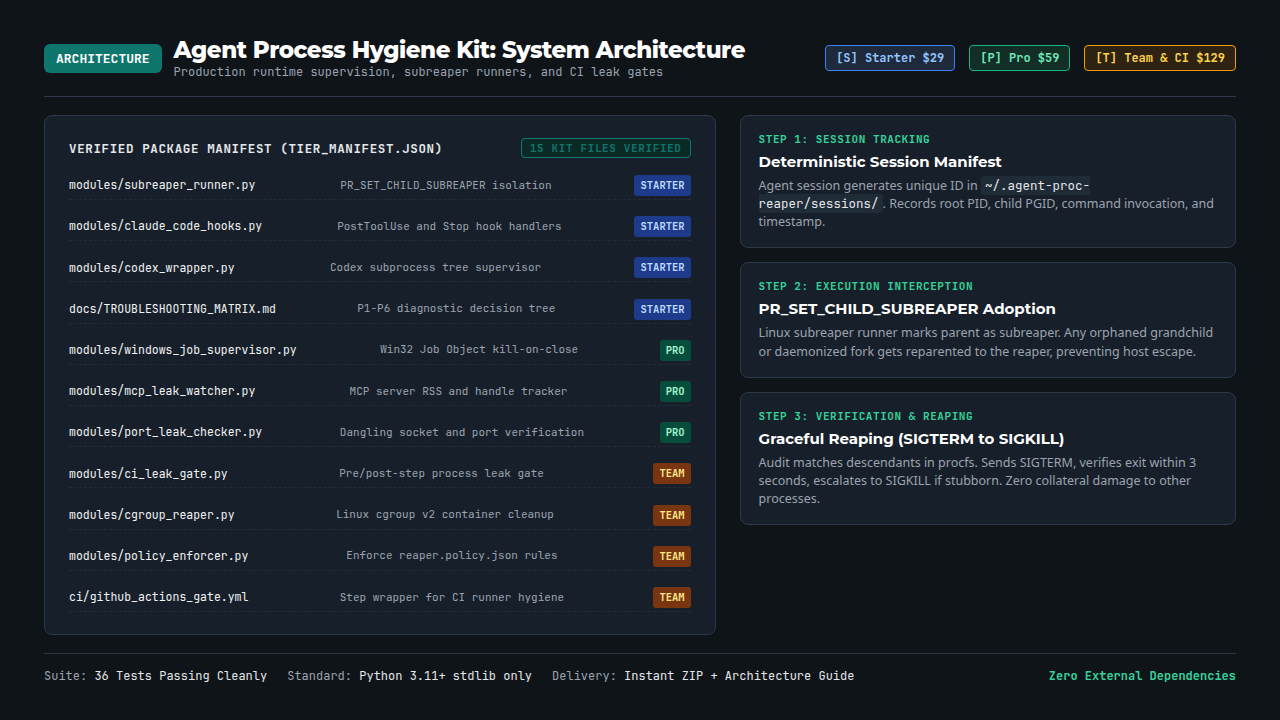 ARCHITECTURE
Agent Process Hygiene Kit: System Architecture
Production runtime supervision, subreaper runners, and CI leak gates
[S] Starter $29
[P] Pro $59
[T] Team & CI $129
VERIFIED PACKAGE MANIFEST (TIER_MANIFEST.JSON)
15 KIT FILES VERIFIED
modules/subreaper_runner.py PR_SET_CHILD_SUBREAPER isolation STARTER
modules/claude_code_hooks.py PostToolUse and Stop hook handlers STARTER
modules/codex_wrapper.py Codex subprocess tree supervisor STARTER
docs/TROUBLESHOOTING_MATRIX.md P1-P6 diagnostic decision tree STARTER
modules/windows_job_supervisor.py Win32 Job Object kill-on-close PRO
modules/mcp_leak_watcher.py MCP server RSS and handle tracker PRO
modules/port_leak_checker.py Dangling socket and port verification PRO
modules/ci_leak_gate.py Pre/post-step process leak gate TEAM
modules/cgroup_reaper.py Linux cgroup v2 container cleanup TEAM
modules/policy_enforcer.py Enforce reaper.policy.json rules TEAM
ci/github_actions_gate.yml Step wrapper for CI runner hygiene TEAM
STEP 1: SESSION TRACKING
Deterministic Session Manifest
Agent session generates unique ID in ~/.agent-proc-
reaper/sessions/ . Records root PID, child PGID, command invocation, and
timestamp.
STEP 2: EXECUTION INTERCEPTION
PR_SET_CHILD_SUBREAPER Adoption
Linux subreaper runner marks parent as subreaper. Any orphaned grandchild
or daemonized fork gets reparented to the reaper, preventing host escape.
STEP 3: VERIFICATION & REAPING
Graceful Reaping (SIGTERM to SIGKILL)
Audit matches descendants in procfs. Sends SIGTERM, verifies exit within 3
seconds, escalates to SIGKILL if stubborn. Zero collateral damage to other
processes.
Suite: 36 Tests Passing Cleanly Standard: Python 3.11+ stdlib only Delivery: Instant ZIP + Architecture Guide
Zero External Dependencies